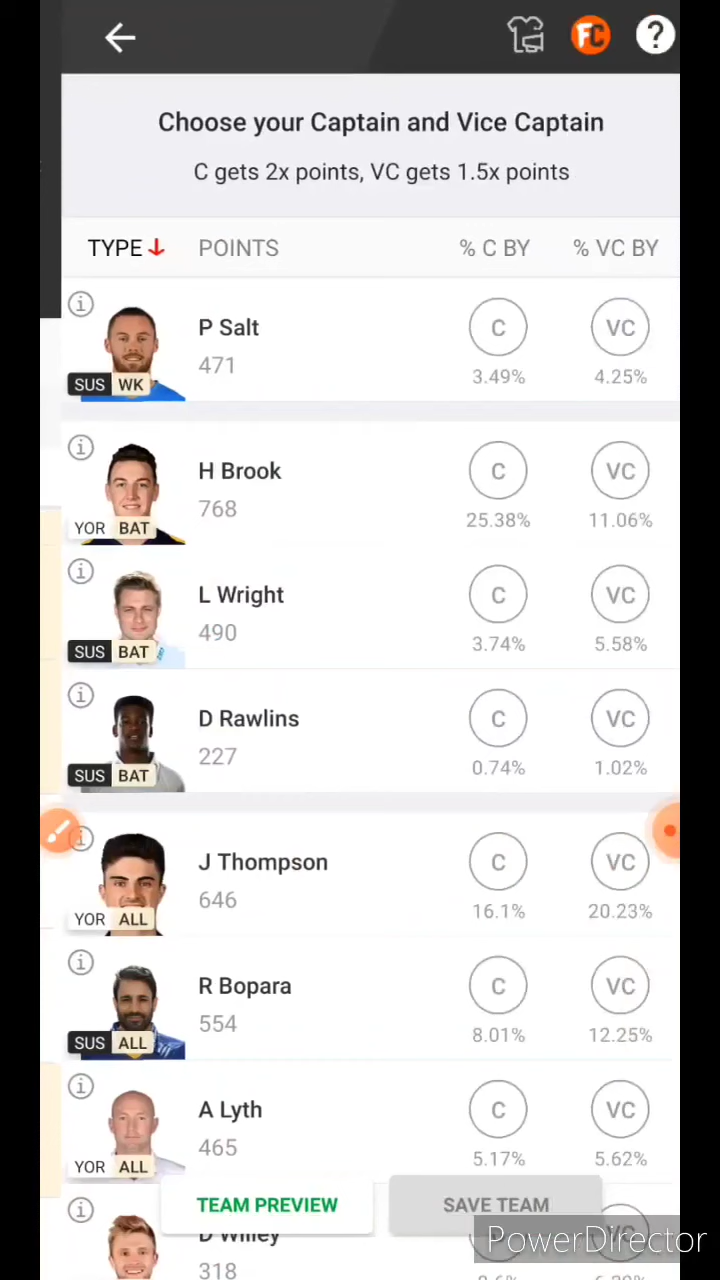 FC ?
Choose your Captain and Vice Captain
C gets 2x points, VC gets 1.5x points
TYPE POINTS % C BY % VC BY
i P Salt C VC
471 3.49% 4.25%
SUS WK
i H Brook C VC
768 25.38% 11.06%
YOR BAT
i L Wright C VC
490 3.74% 5.58%
SUS BAT
i D Rawlins C VC
227 0.74% 1.02%
SUS BAT
i J Thompson C VC
646 16.1% 20.23%
YOR ALL
i R Bopara C VC
554 8.01% 12.25%
SUS ALL
i A Lyth C VC
465 5.17% 5.62%
YOR ALL
TEAM PREVIEW SAVE TEAM
i D Willey VC
PowerDirector
318